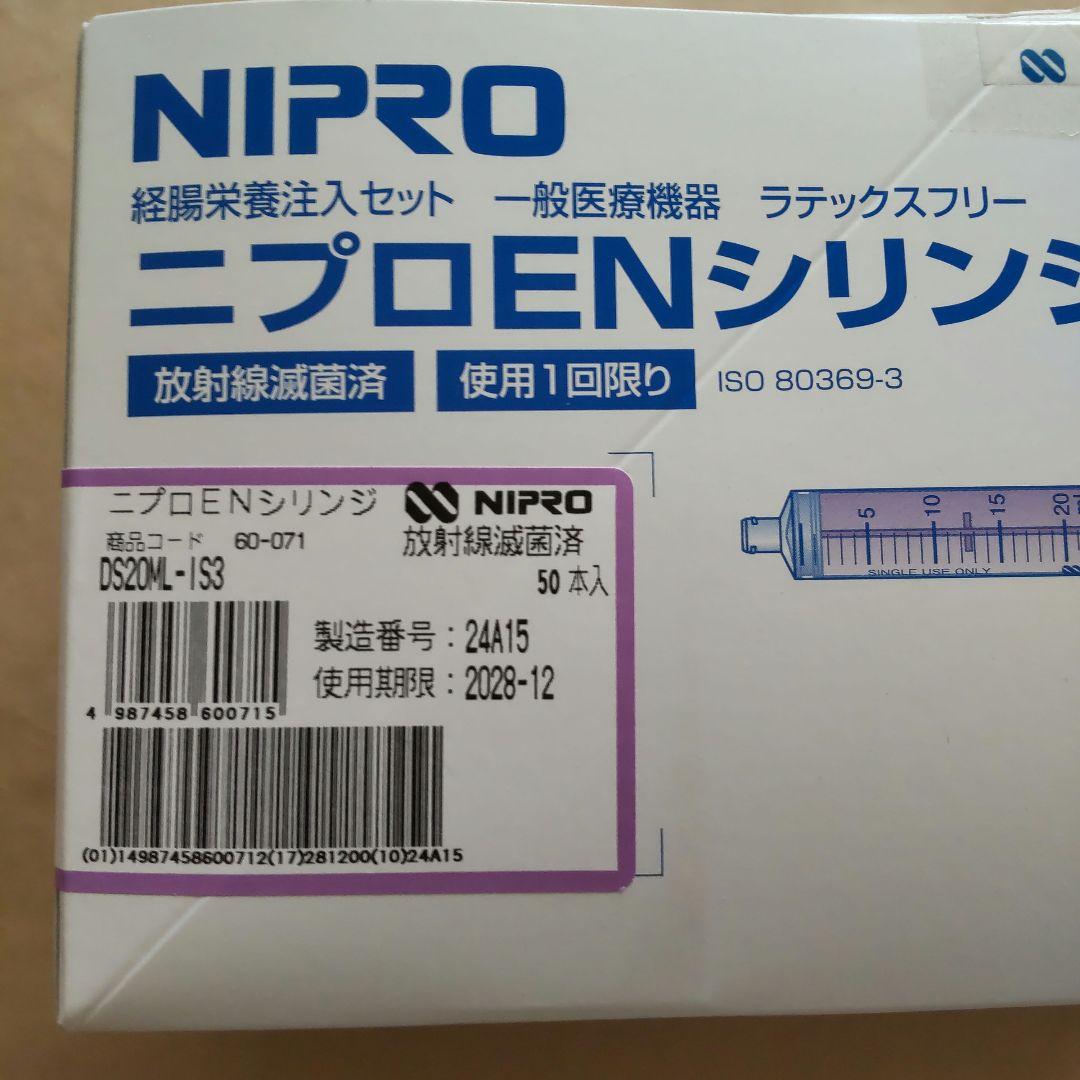 NIPRO
経腸栄養注入セット 一般医療機器 ラテックスフリー
ニプロENシリンジ
放射線滅菌済 使用1回限り ISO 80369-3
ニプロENシリンジ NIPRO
商品コード 60-071 放射線滅菌済
DS20ML-IS3 50本入
製造番号:24A15
使用期限:2028-12
4 987458 600715
(01)14987458600712(17)281200(10)24A15
5 10 15 20
SINGLE USE ONLY